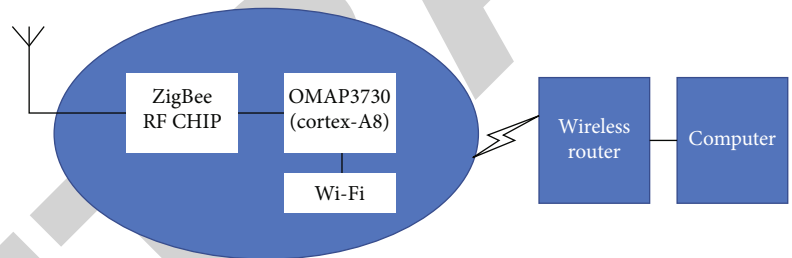 ZigBee
RF CHIP
OMAP3730
(cortex-A8)
Wi-Fi
Wireless
router
Computer